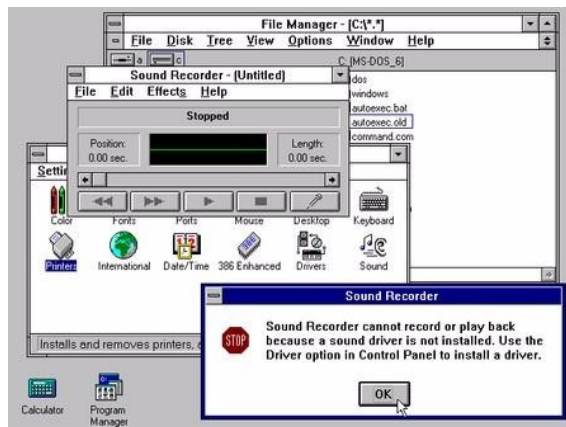 File Manager - [C:\*.*]
File Disk Tree View Options Window Help
a c C: [MS-DOS_6]
dos
windows
autoexec.bat
autoexec.old
command.com
Sound Recorder - (Untitled)
File Edit Effects Help
Stopped
Position: Length:
0.00 sec. 0.00 sec.
Color Fonts Ports Mouse Desktop Keyboard
Printers International Date/Time 386 Enhanced Drivers Sound
Installs and removes printers,
Sound Recorder
STOP
Sound Recorder cannot record or play back
because a sound driver is not installed. Use the
Driver option in Control Panel to install a driver.
OK
Calculator Program
Manager